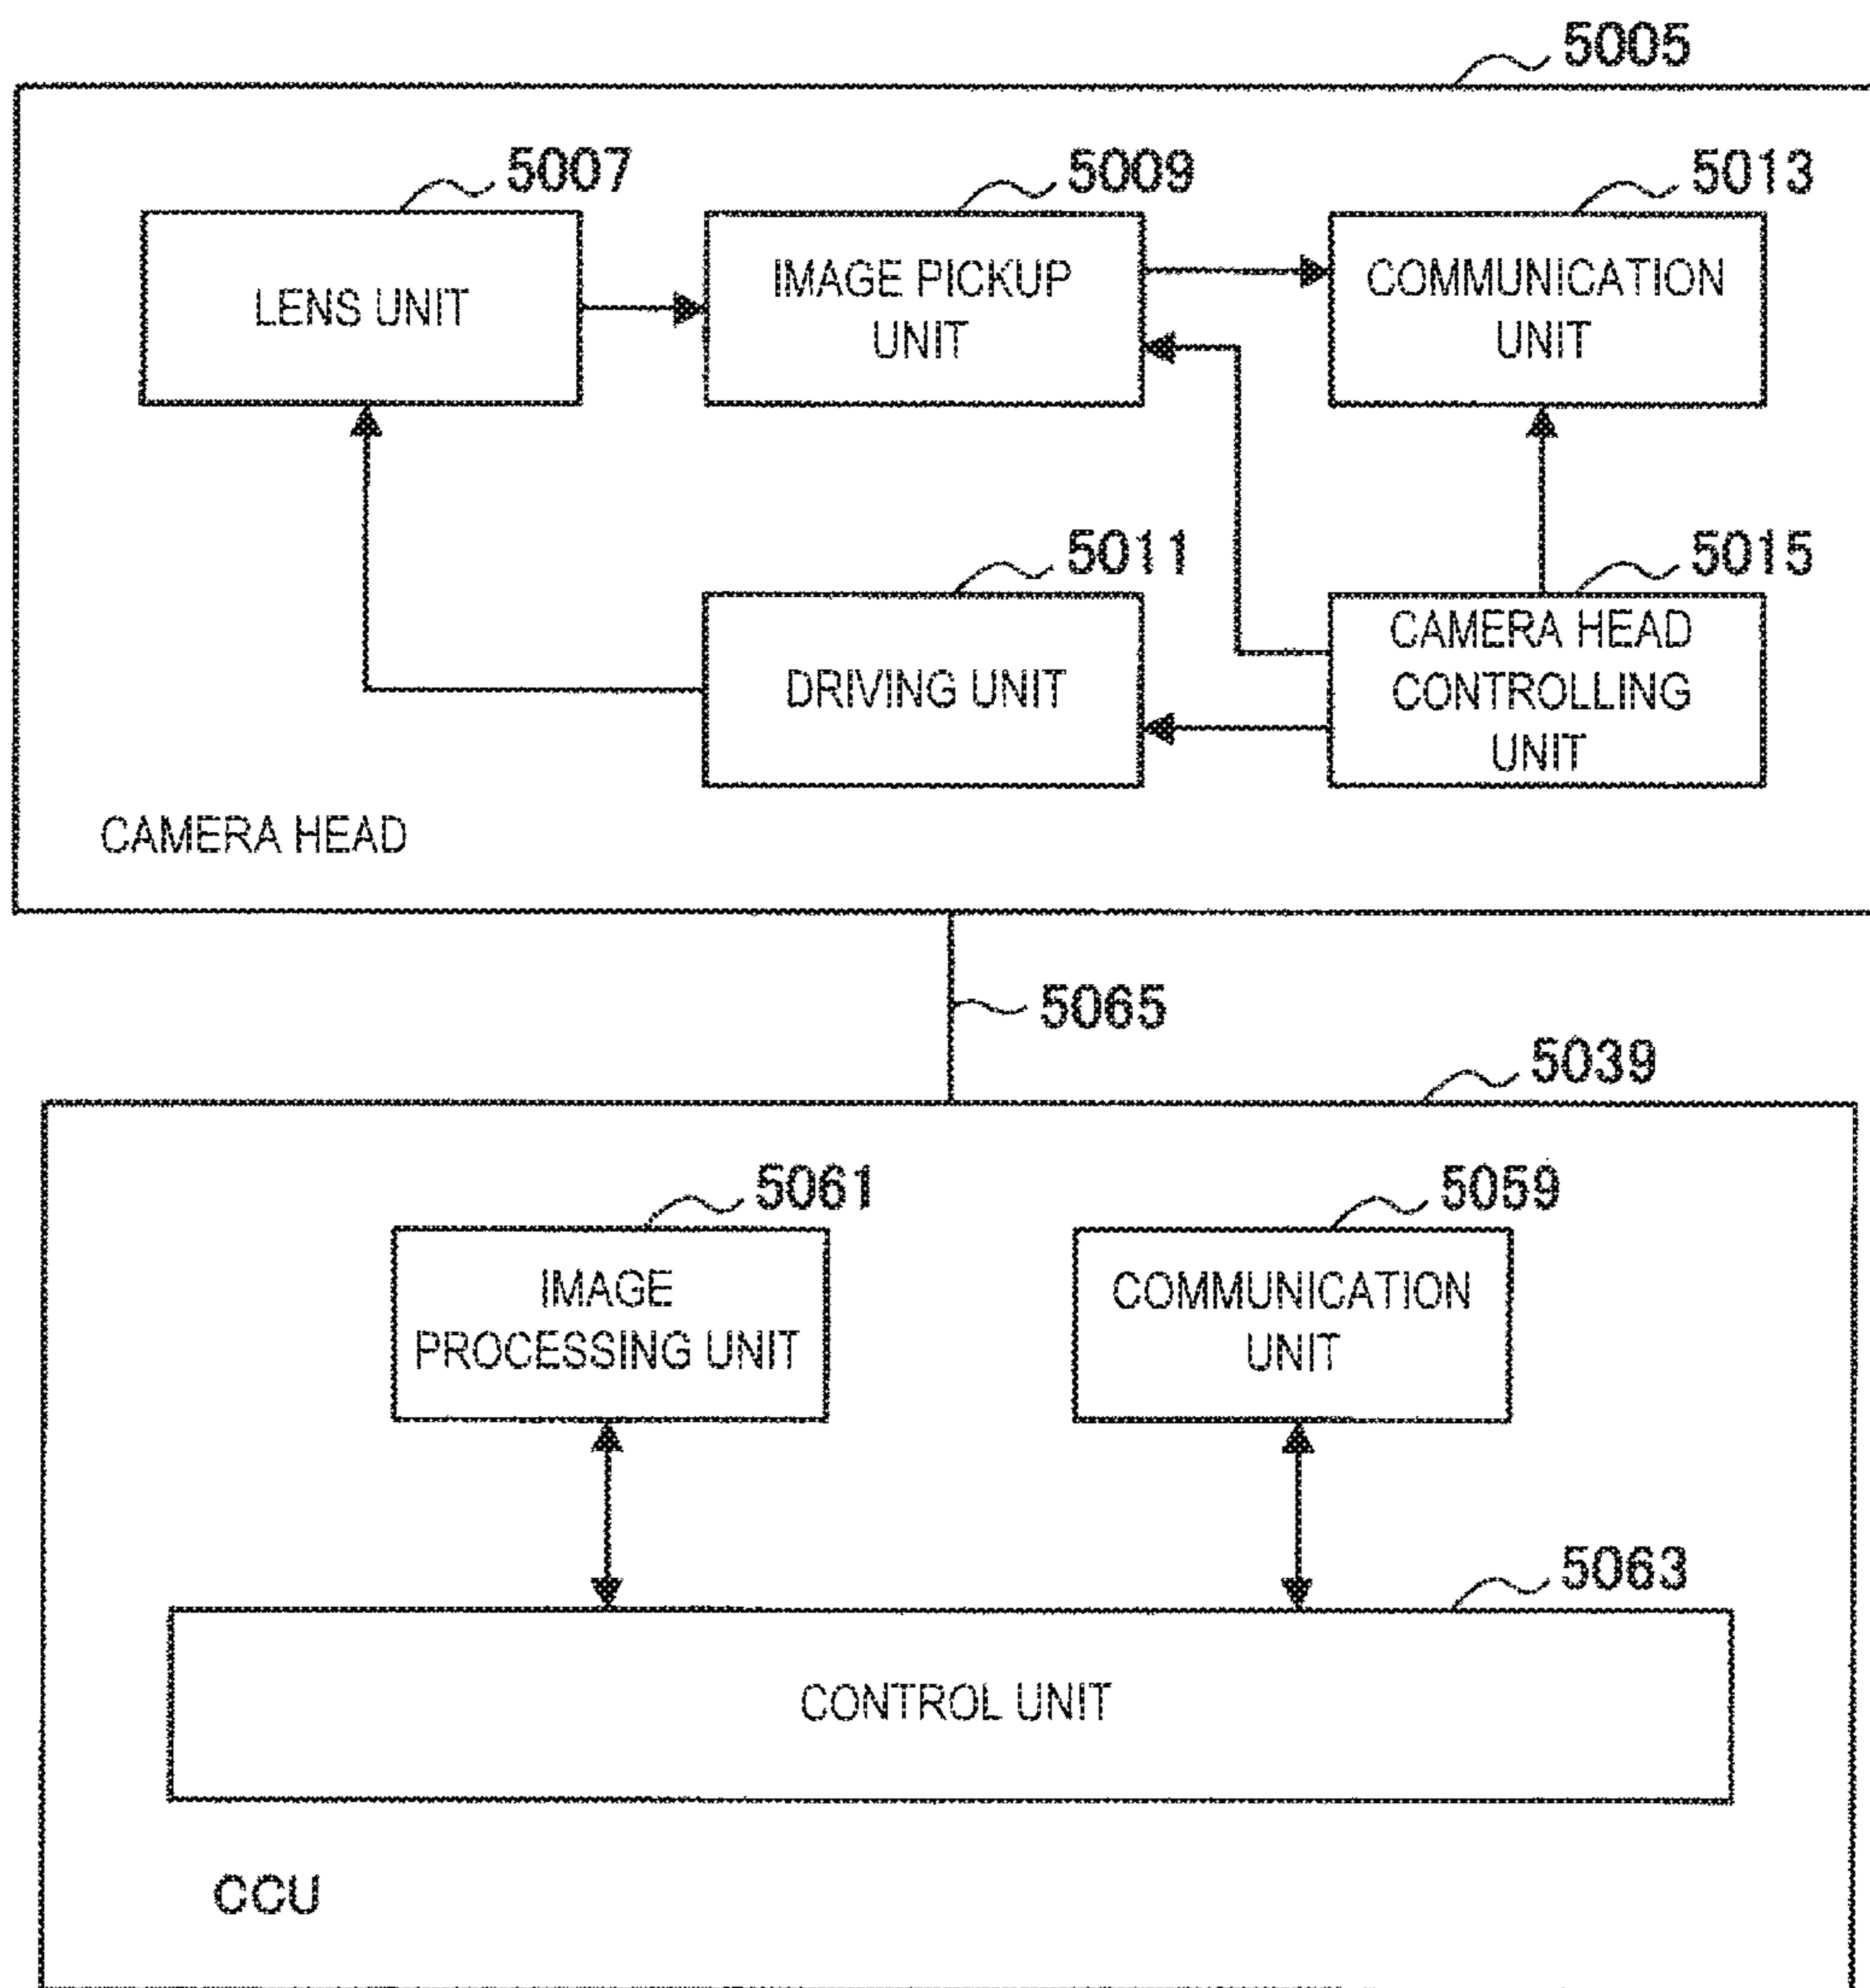 5005
5007
5009
5013
LENS UNIT
IMAGE PICKUP
UNIT
COMMUNICATION
UNIT
5011
5015
DRIVING UNIT
CAMERA HEAD
CONTROLLING
UNIT
CAMERA HEAD
5065
5039
5061
5059
IMAGE
PROCESSING UNIT
COMMUNICATION
UNIT
5063
CONTROL UNIT
CCU